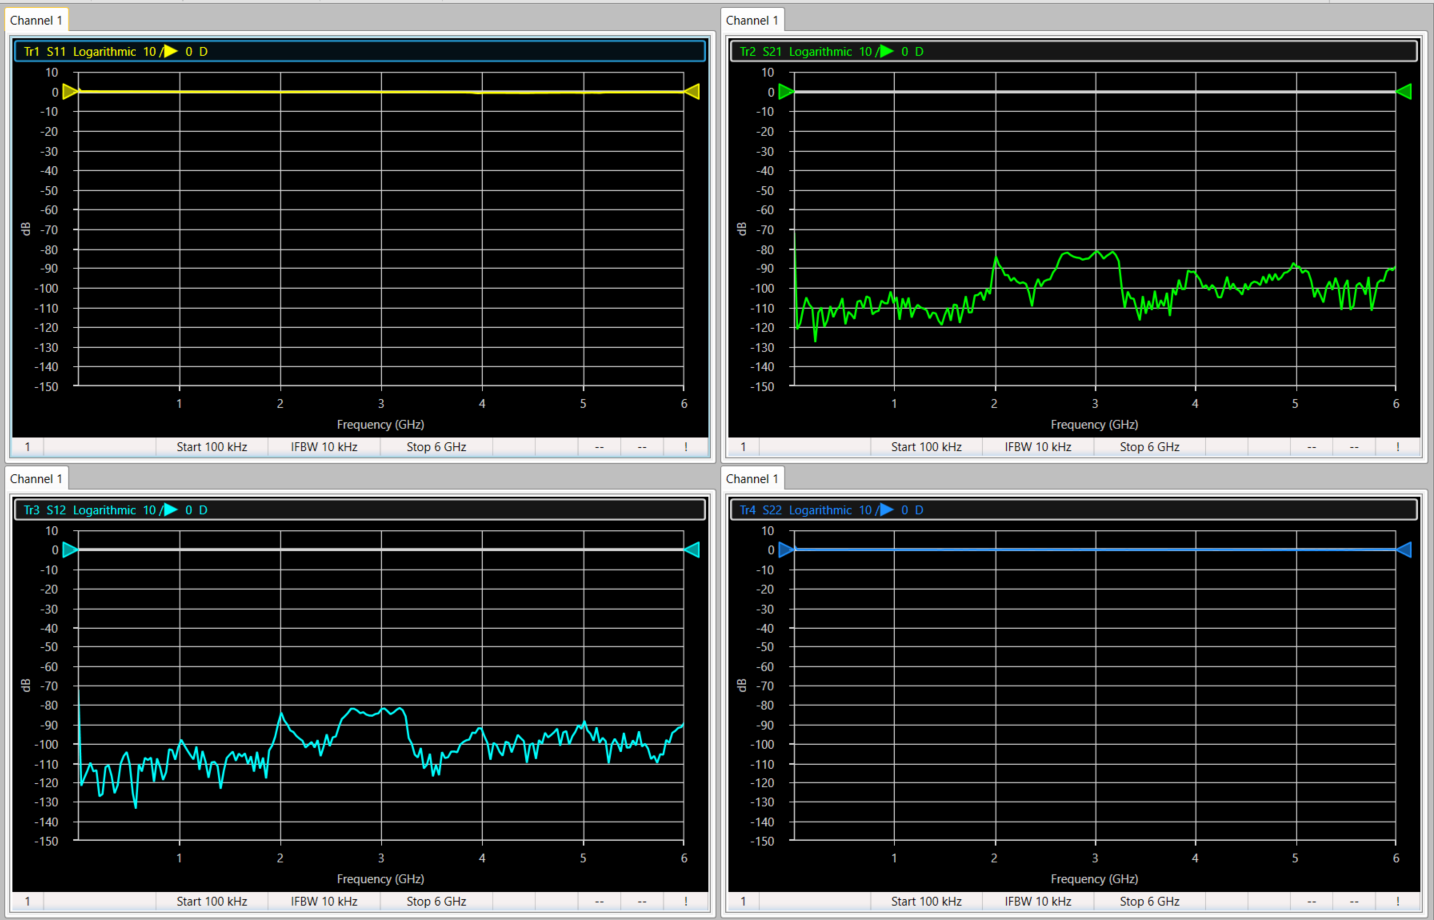 Channel 1
Tr1 S11 Logarithmic 10 / 0 D
10
0
-10
-20
-30
-40
-50
-60
-70
-80
-90
-100
-110
-120
-130
-140
-150
dB
1 2 3 4 5 6
Frequency (GHz)
1 Start 100 kHz IFBW 10 kHz Stop 6 GHz -- -- !
Channel 1
Tr2 S21 Logarithmic 10 / 0 D
10
0
-10
-20
-30
-40
-50
-60
-70
-80
-90
-100
-110
-120
-130
-140
-150
dB
1 2 3 4 5 6
Frequency (GHz)
1 Start 100 kHz IFBW 10 kHz Stop 6 GHz -- -- !
Channel 1
Tr3 S12 Logarithmic 10 / 0 D
10
0
-10
-20
-30
-40
-50
-60
-70
-80
-90
-100
-110
-120
-130
-140
-150
dB
1 2 3 4 5 6
Frequency (GHz)
1 Start 100 kHz IFBW 10 kHz Stop 6 GHz -- -- !
Channel 1
Tr4 S22 Logarithmic 10 / 0 D
10
0
-10
-20
-30
-40
-50
-60
-70
-80
-90
-100
-110
-120
-130
-140
-150
dB
1 2 3 4 5 6
Frequency (GHz)
1 Start 100 kHz IFBW 10 kHz Stop 6 GHz -- -- !